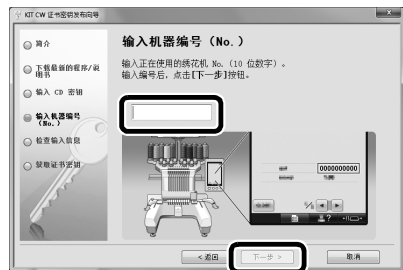 KIT CW 证书密钥发布向导
简介
下载最新的程序/说
明书
输入 CD 密钥
输入机器编号
(No.)
检查输入信息
获取证书密钥
输入机器编号（No.）
输入正在使用的绣花机 No.（10 位数字）。
输入编号后，点击[下一步]按钮。
0000000000
< 返回
下一步 >
取消